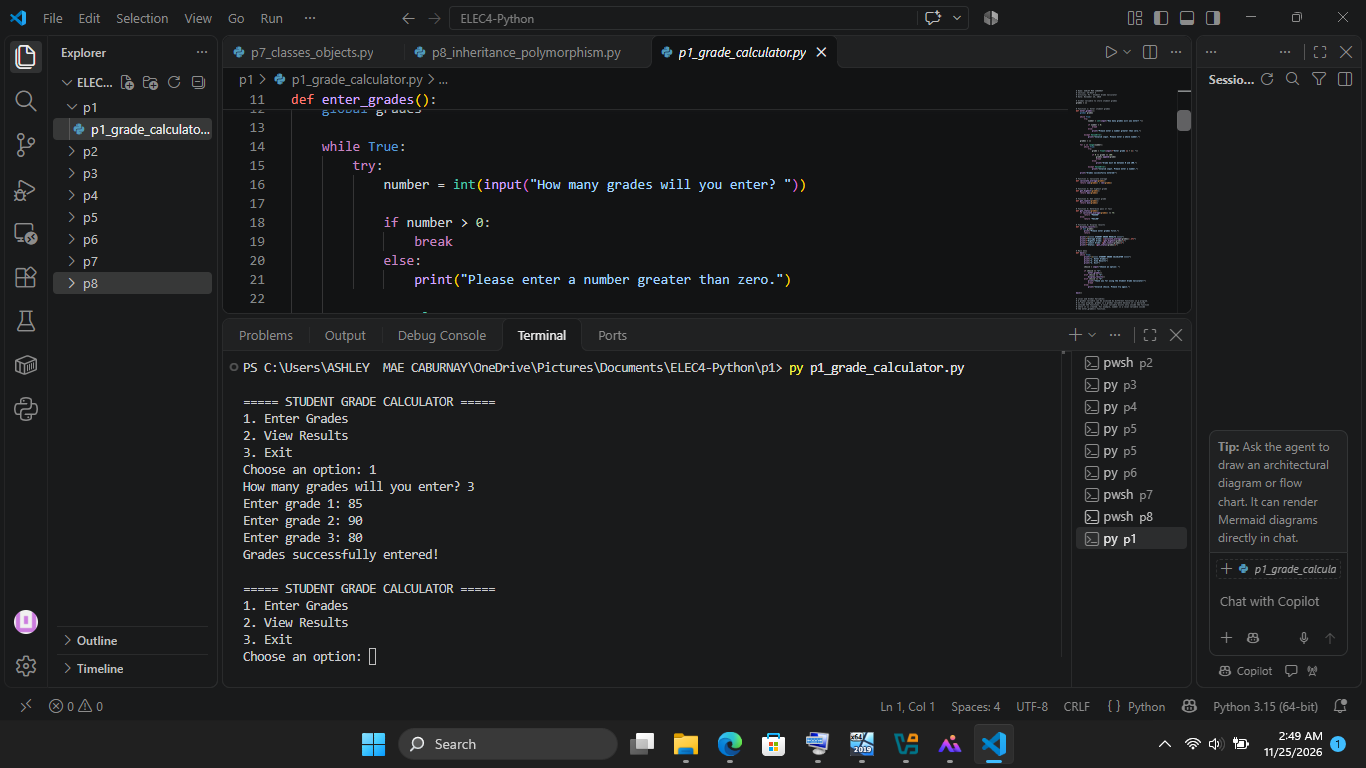 File Edit Selection View Go Run ··· ELEC4-Python
Explorer ···
ELEC...
p1
p1_grade_calculato...
p2
p3
p4
p5
p6
p7
p8
Outline
Timeline
p7_classes_objects.py p8_inheritance_polymorphism.py p1_grade_calculator.py
p1 > p1_grade_calculator.py > ...
11 def enter_grades():
12 global grades
13
14 while True:
15 try:
16 number = int(input("How many grades will you enter? "))
17
18 if number > 0:
19 break
20 else:
21 print("Please enter a number greater than zero.")
22
Problems Output Debug Console Terminal Ports
PS C:\Users\ASHLEY  MAE CABURNAY\OneDrive\Pictures\Documents\ELEC4-Python\p1> py p1_grade_calculator.py
===== STUDENT GRADE CALCULATOR =====
1. Enter Grades
2. View Results
3. Exit
Choose an option: 1
How many grades will you enter? 3
Enter grade 1: 85
Enter grade 2: 90
Enter grade 3: 80
Grades successfully entered!
===== STUDENT GRADE CALCULATOR =====
1. Enter Grades
2. View Results
3. Exit
Choose an option:
pwsh p2
py p3
py p4
py p5
py p5
py p6
pwsh p7
pwsh p8
py p1
Sessio...
Tip: Ask the agent to
draw an architectural
diagram or flow
chart. It can render
Mermaid diagrams
directly in chat.
p1_grade_calcula
Chat with Copilot
Copilot
0 0 Ln 1, Col 1 Spaces: 4 UTF-8 CRLF { } Python Python 3.15 (64-bit)
Search
x64
2019
2:49 AM
11/25/2026
1